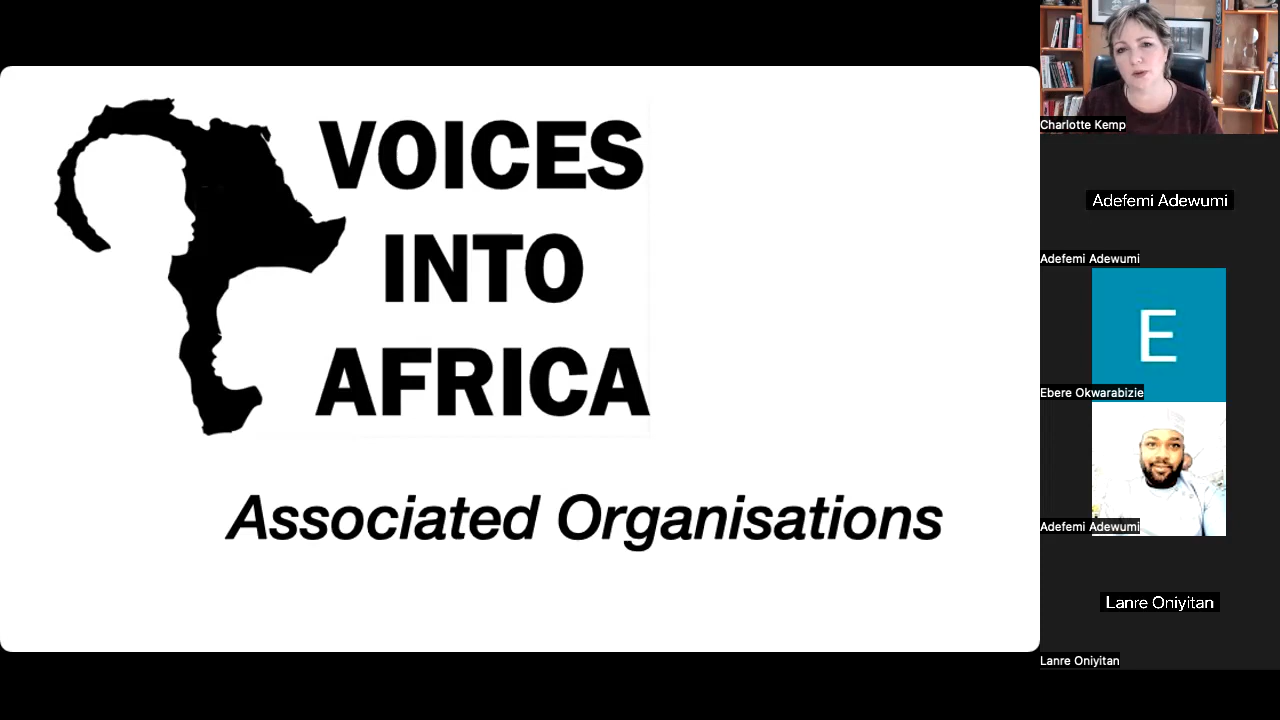 VOICES
INTO
AFRICA
Associated Organisations
Charlotte Kemp
Adefemi Adewumi
Adefemi Adewumi
E
Ebere Okwarabizie
Adefemi Adewumi
Lanre Oniyitan
Lanre Oniyitan